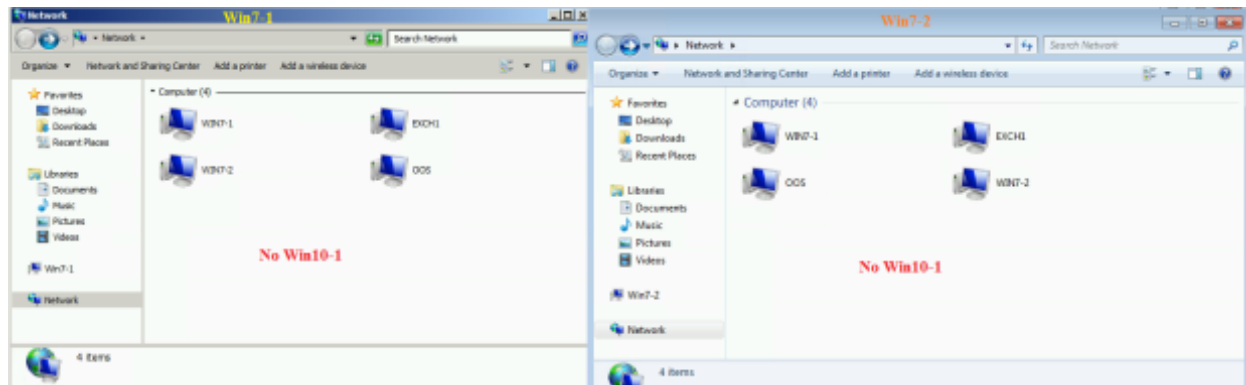 Network
Win7-1
Network
Search Network
Organize
Network and Sharing Center
Add a printer
Add a wireless device
Favorites
Desktop
Downloads
Recent Places
Libraries
Documents
Music
Pictures
Videos
Win7-1
Network
Computer (4)
WIN7-1
EXCH1
WIN7-2
OOS
No Win10-1
4 items
Win7-2
Network
Search Network
Organize
Network and Sharing Center
Add a printer
Add a wireless device
Favorites
Desktop
Downloads
Recent Places
Libraries
Documents
Music
Pictures
Videos
Win7-2
Network
Computer (4)
WIN7-1
EXCH1
OOS
WIN7-2
No Win10-1
4 items